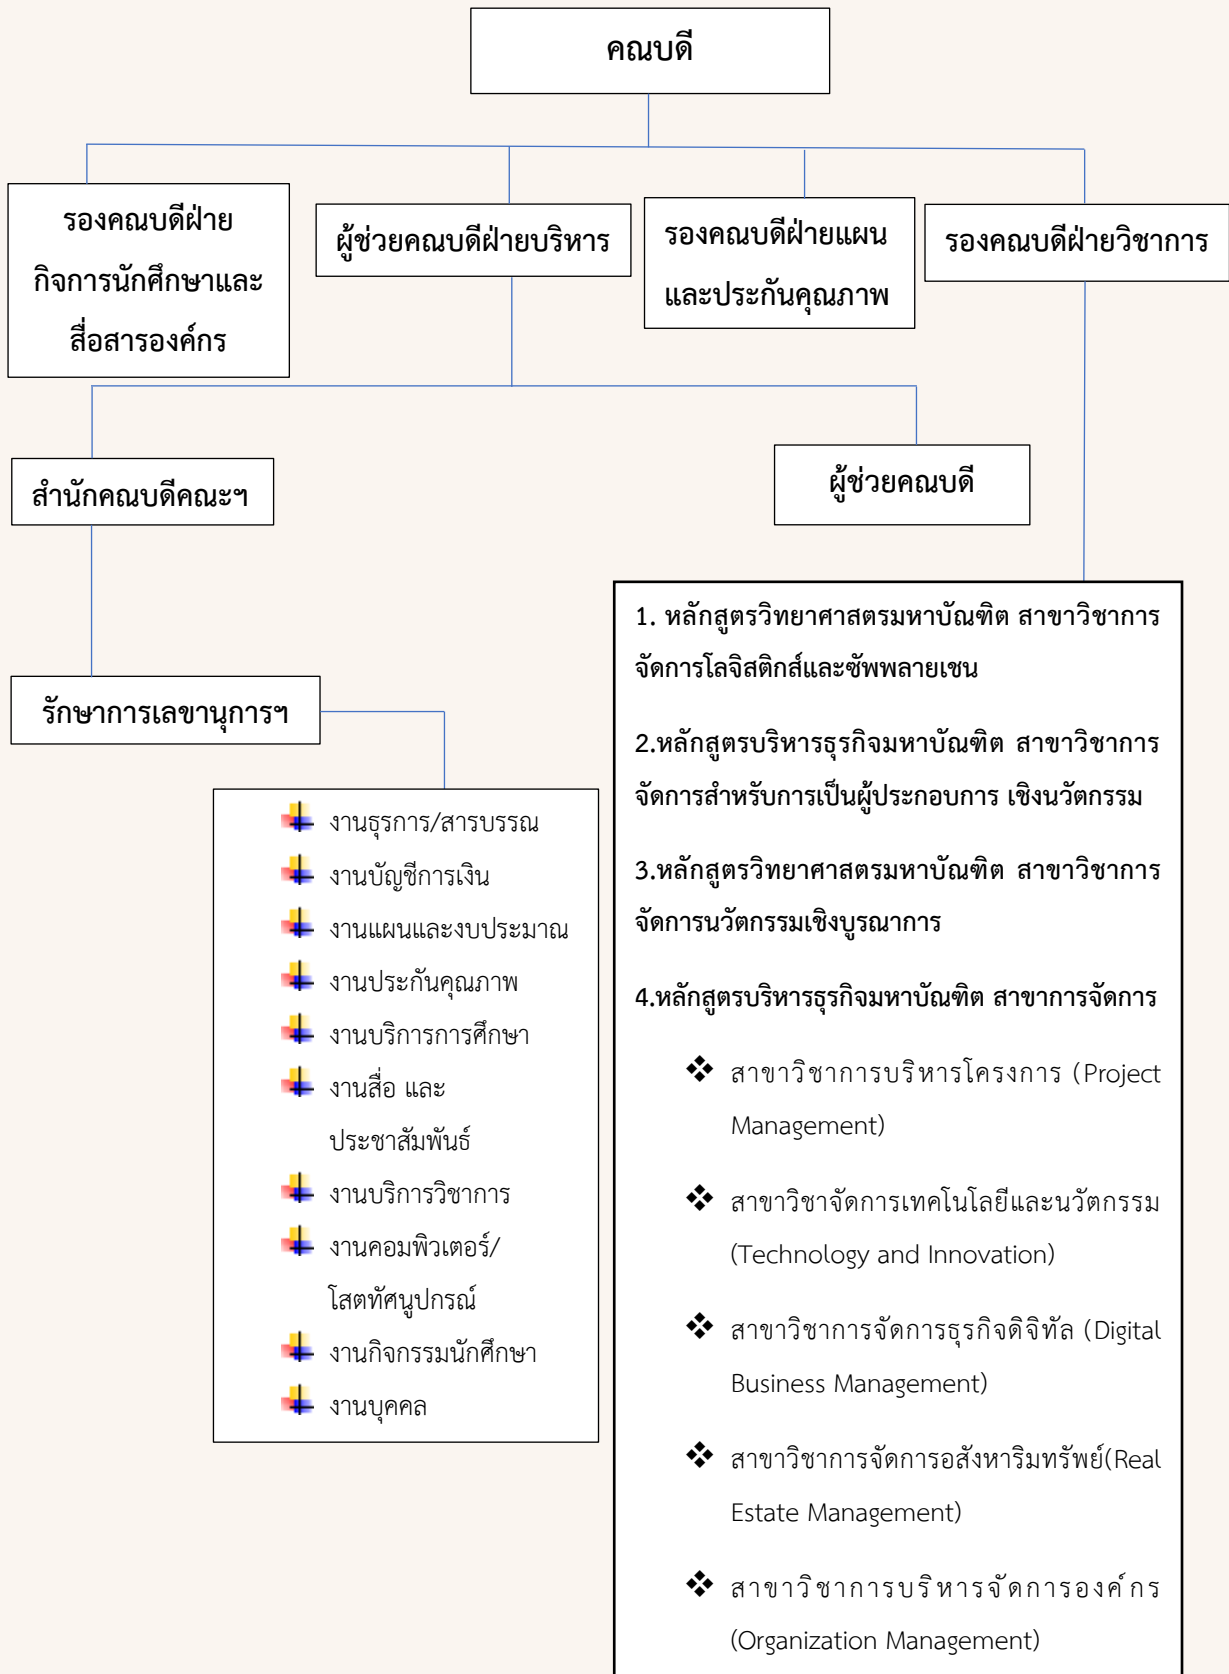 คณบดี
รองคณบดีฝ่าย
กิจการนักศึกษาและ
สื่อสารองค์กร
ผู้ช่วยคณบดีฝ่ายบริหาร
รองคณบดีฝ่ายแผน
และประกันคุณภาพ
รองคณบดีฝ่ายวิชาการ
สำนักคณบดีคณะฯ
ผู้ช่วยคณบดี
รักษาการเลขานุการฯ
งานธุรการ/สารบรรณ
งานบัญชีการเงิน
งานแผนและงบประมาณ
งานประกันคุณภาพ
งานบริการการศึกษา
งานสื่อ และ
ประชาสัมพันธ์
งานบริการวิชาการ
งานคอมพิวเตอร์/
โสตทัศนูปกรณ์
งานกิจกรรมนักศึกษา
งานบุคคล
1. หลักสูตรวิทยาศาสตรมหาบัณฑิต สาขาวิชาการ
จัดการโลจิสติกส์และซัพพลายเชน
2.หลักสูตรบริหารธุรกิจมหาบัณฑิต สาขาวิชาการ
จัดการสำหรับการเป็นผู้ประกอบการ เชิงนวัตกรรม
3.หลักสูตรวิทยาศาสตรมหาบัณฑิต สาขาวิชาการ
จัดการนวัตกรรมเชิงบูรณาการ
4.หลักสูตรบริหารธุรกิจมหาบัณฑิต สาขาการจัดการ
❖ สาขาวิชาการบริหารโครงการ (Project
Management)
❖ สาขาวิชาจัดการเทคโนโลยีและนวัตกรรม
(Technology and Innovation)
❖ สาขาวิชาการจัดการธุรกิจดิจิทัล (Digital
Business Management)
❖ สาขาวิชาการจัดการอสังหาริมทรัพย์(Real
Estate Management)
❖ สาขาวิชาการบริหารจัดการองค์กร
(Organization Management)